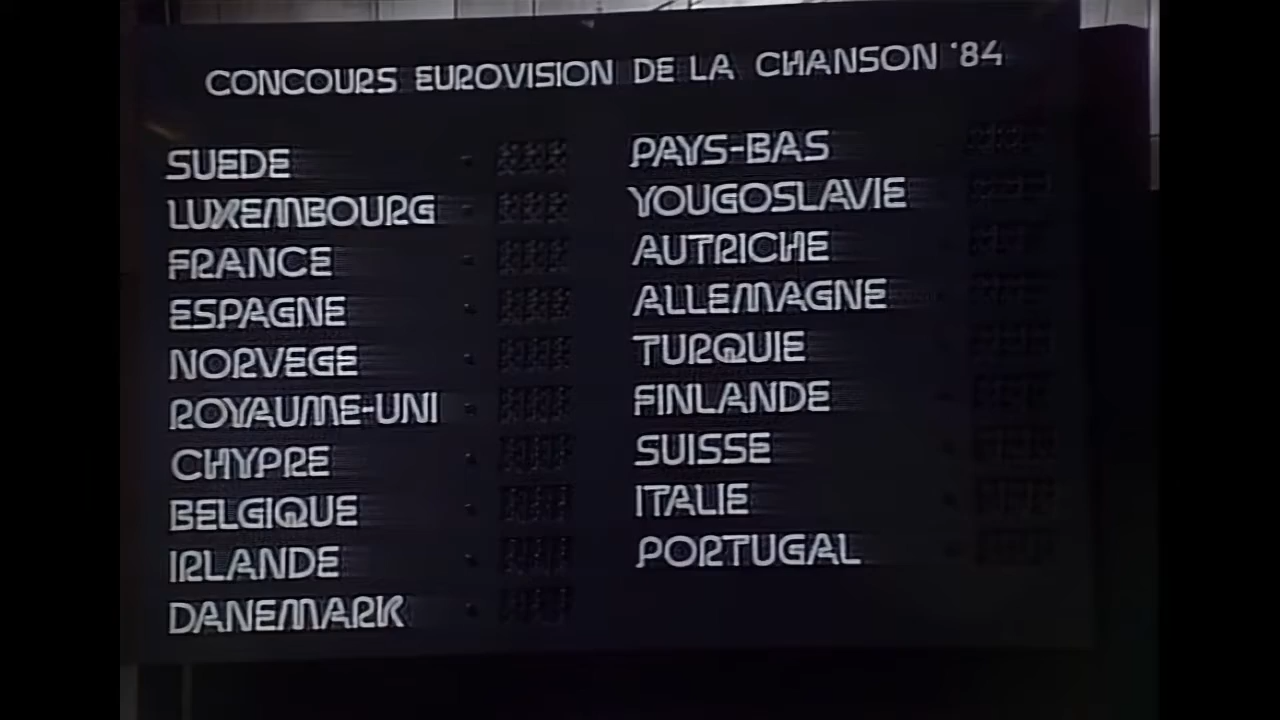 CONCOURS EUROVISION DE LA CHANSON '84
SUEDE
LUXEMBOURG
FRANCE
ESPAGNE
NORVEGE
ROYAUME-UNI
CHYPRE
BELGIQUE
IRLANDE
DANEMARK
PAYS-BAS
YOUGOSLAVIE
AUTRICHE
ALLEMAGNE
TURQUIE
FINLANDE
SUISSE
ITALIE
PORTUGAL